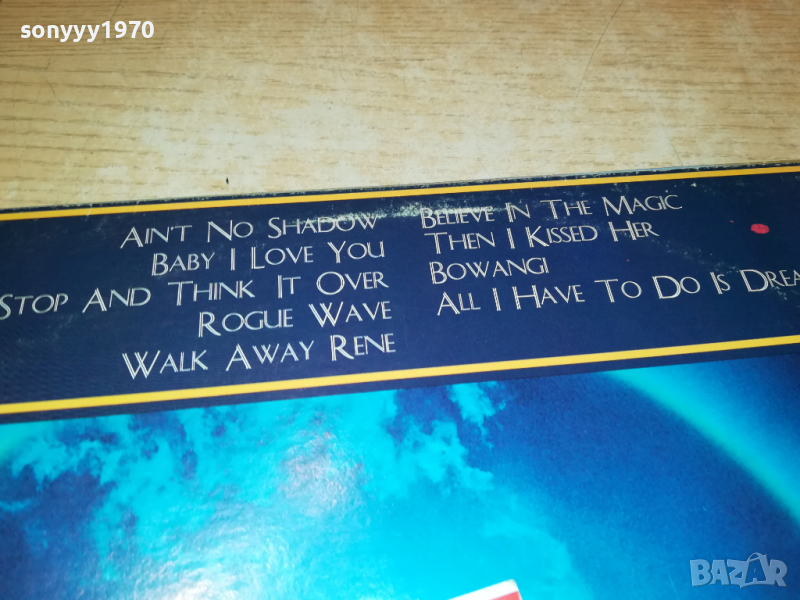 sonyyy1970
AIN'T NO SHADOW
BABY I LOVE YOU
STOP AND THINK IT OVER
ROGUE WAVE
WALK AWAY RENE
BELIEVE IN THE MAGIC
THEN I KISSED HER
BOWANGI
ALL I HAVE TO DO IS DREA
BAZAR